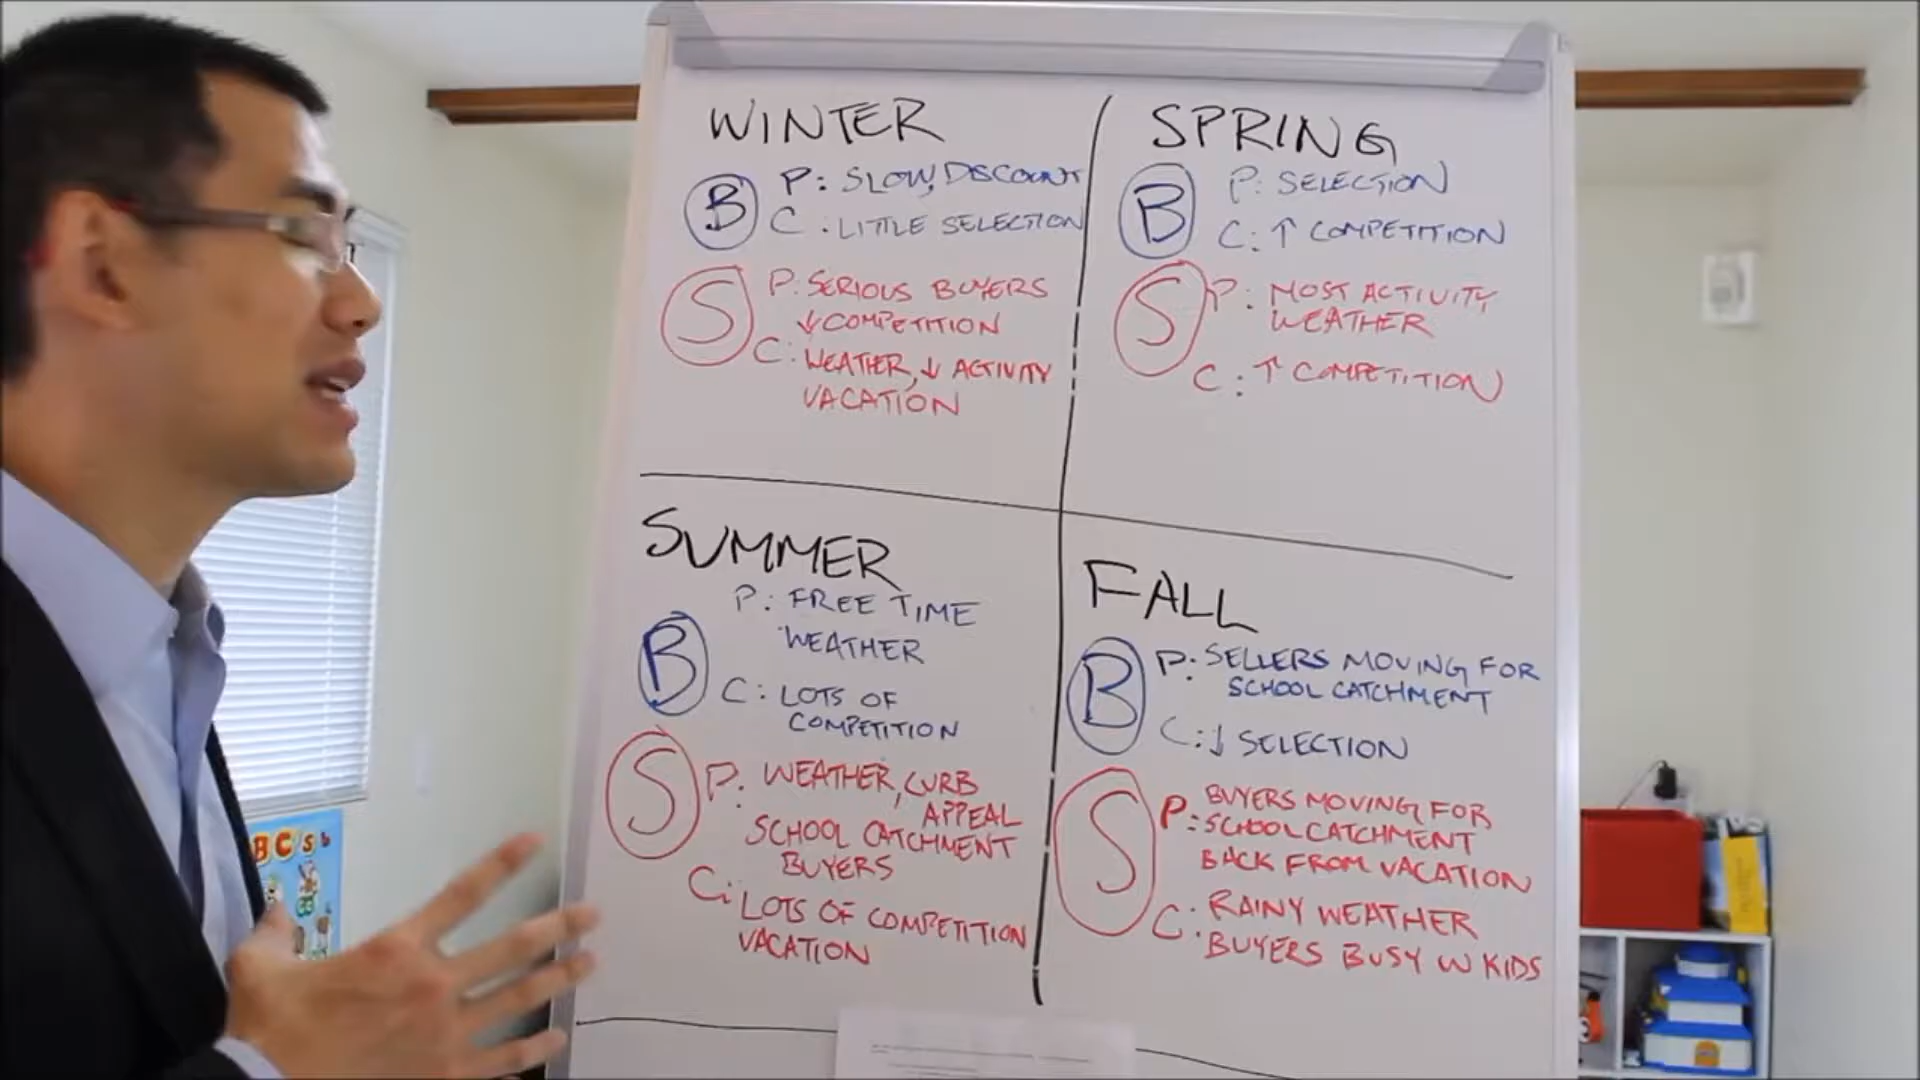 WINTER
B P: SLOW, DISCOUNT
C: LITTLE SELECTION
S P: SERIOUS BUYERS
↓ COMPETITION
C: WEATHER, ↓ ACTIVITY
VACATION
SPRING
B P: SELECTION
C: ↑ COMPETITION
S P: MOST ACTIVITY,
WEATHER
C: ↑ COMPETITION
SUMMER
P: FREE TIME
B WEATHER
C: LOTS OF
COMPETITION
S P: WEATHER, CURB
APPEAL
SCHOOL CATCHMENT
BUYERS
C: LOTS OF COMPETITION
VACATION
FALL
B P: SELLERS MOVING FOR
SCHOOL CATCHMENT
C: ↓ SELECTION
S P: BUYERS MOVING FOR
SCHOOL CATCHMENT
BACK FROM VACATION
C: RAINY WEATHER
BUYERS BUSY W KIDS
BC's